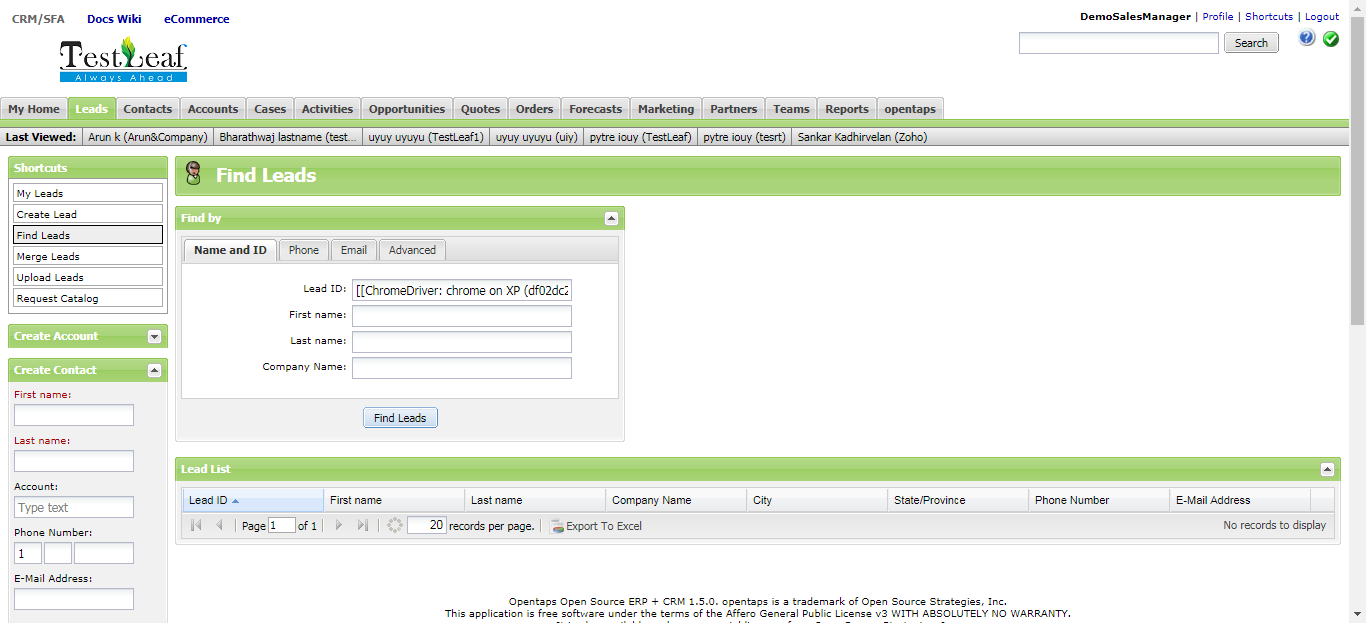 CRM/SFA Docs Wiki eCommerce
DemoSalesManager | Profile | Shortcuts | Logout
TestLeaf
Always Ahead
Search
My Home Leads Contacts Accounts Cases Activities Opportunities Quotes Orders Forecasts Marketing Partners Teams Reports opentaps
Last Viewed: Arun k (Arun&Company) Bharathwaj lastname (test... uyuy uyuyu (TestLeaf1) uyuy uyuyu (uiy) pytre iouy (TestLeaf) pytre iouy (tesrt) Sankar Kadhirvelan (Zoho)
Shortcuts
My Leads
Create Lead
Find Leads
Merge Leads
Upload Leads
Request Catalog
Create Account
Create Contact
First name:
Last name:
Account:
Type text
Phone Number:
1
E-Mail Address:
Find Leads
Find by
Name and ID Phone Email Advanced
Lead ID: [[ChromeDriver: chrome on XP (df02dc2
First name:
Last name:
Company Name:
Find Leads
Lead List
Lead ID First name Last name Company Name City State/Province Phone Number E-Mail Address
Page 1 of 1 20 records per page. Export To Excel No records to display
Opentaps Open Source ERP + CRM 1.5.0. opentaps is a trademark of Open Source Strategies, Inc.
This application is free software under the terms of the Affero General Public License v3 WITH ABSOLUTELY NO WARRANTY.